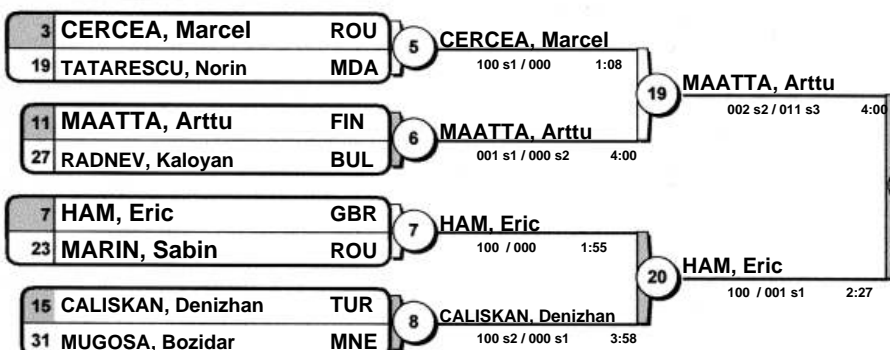 3 CERCEA, Marcel ROU
19 TATARESCU, Norin MDA
5
CERCEA, Marcel
100 s1 / 000 1:08
11 MAATTA, Arttu FIN
27 RADNEV, Kaloyan BUL
6
MAATTA, Arttu
001 s1 / 000 s2 4:00
19
MAATTA, Arttu
002 s2 / 011 s3 4:00
7 HAM, Eric GBR
23 MARIN, Sabin ROU
7
HAM, Eric
100 / 000 1:55
15 CALISKAN, Denizhan TUR
31 MUGOSA, Bozidar MNE
8
CALISKAN, Denizhan
100 s2 / 000 s1 3:58
20
HAM, Eric
100 / 001 s1 2:27